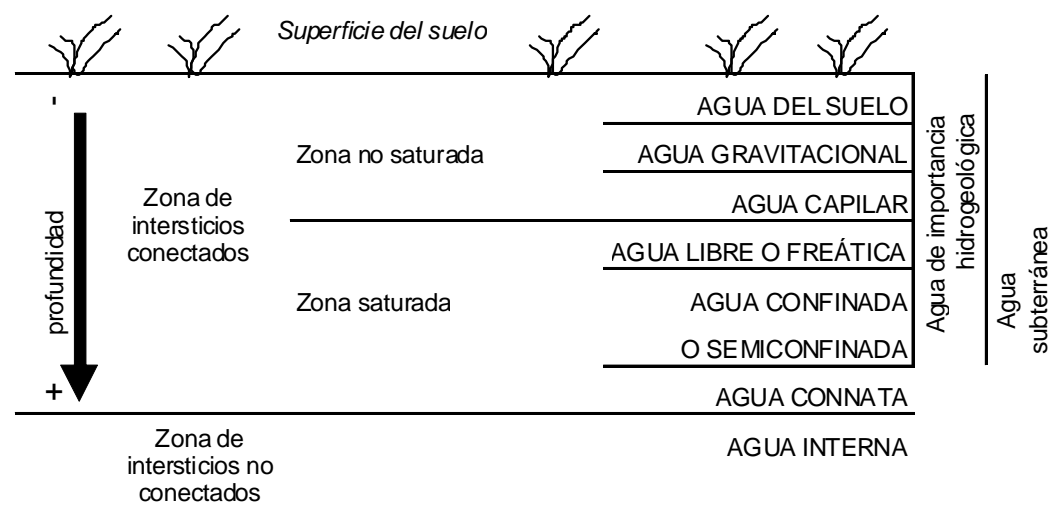 Superficie del suelo
-
AGUA DEL SUELO
Zona no saturada
AGUA GRAVITACIONAL
Zona de
intersticios
conectados
AGUA CAPILAR
AGUA LIBRE O FREÁTICA
Zona saturada
AGUA CONFINADA
O SEMICONFINADA
profundidad
+
AGUA CONNATA
Zona de
intersticios no
conectados
AGUA INTERNA
Agua de importancia
hidrogeológica
Agua
subterránea